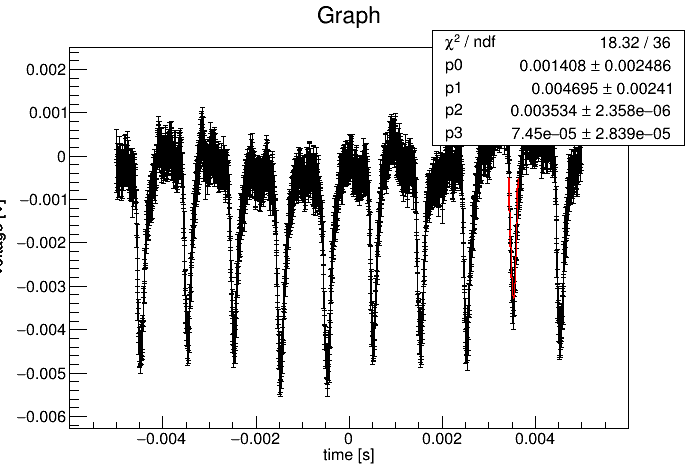 Graph
χ² / ndf 18.32 / 36
p0 0.001408 ± 0.002486
p1 0.004695 ± 0.00241
p2 0.003534 ± 2.358e−06
p3 7.45e−05 ± 2.839e−05
0.002
0.001
0
−0.001
−0.002
−0.003
−0.004
−0.005
−0.006
−0.004 −0.002 0 0.002 0.004
time [s]